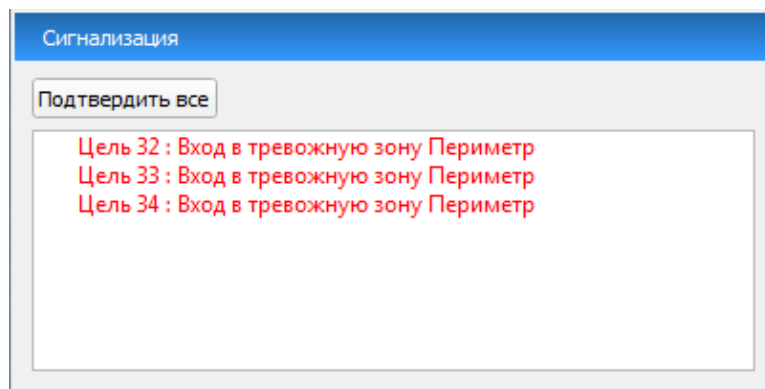 Сигнализация
Подтвердить все
Цель 32 : Вход в тревожную зону Периметр
Цель 33 : Вход в тревожную зону Периметр
Цель 34 : Вход в тревожную зону Периметр